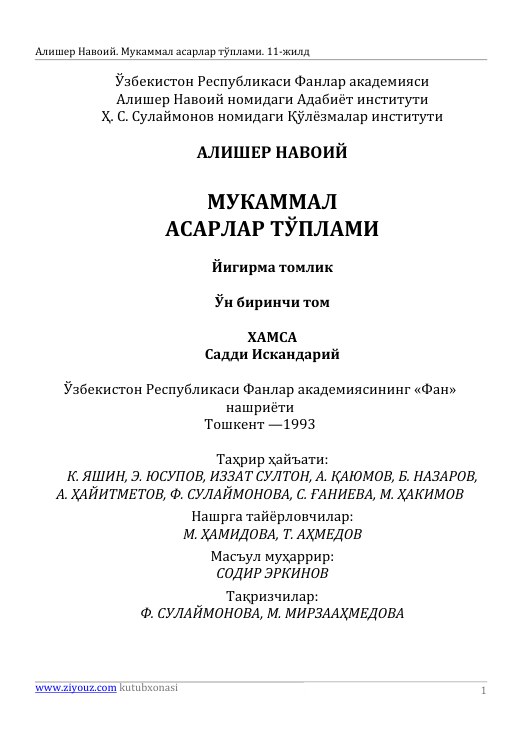 Алишер Навоий. Мукаммал асарлар тўплами. 11-жилд
Ўзбекистон Республикаси Фанлар академияси
Алишер Навоий номидаги Адабиёт институти
Ҳ. С. Сулаймонов номидаги Қўлёзмалар институти
АЛИШЕР НАВОИЙ
МУКАММАЛ
АСАРЛАР ТЎПЛАМИ
Йигирма томлик
Ўн биринчи том
ХАМСА
Садди Искандарий
Ўзбекистон Республикаси Фанлар академиясининг «Фан»
нашриёти
Тошкент —1993
Таҳрир ҳайъати:
К. ЯШИН, Э. ЮСУПОВ, ИЗЗАТ СУЛТОН, А. ҚАЮМОВ, Б. НАЗАРОВ,
А. ҲАЙИТМЕТОВ, Ф. СУЛАЙМОНОВА, С. ҒАНИЕВА, М. ҲАКИМОВ
Нашрга тайёрловчилар:
М. ҲАМИДОВА, Т. АҲМЕДОВ
Масъул муҳаррир:
СОДИР ЭРКИНОВ
Тақризчилар:
Ф. СУЛАЙМОНОВА, М. МИРЗААҲМЕДОВА
www.ziyouz.com kutubxonasi
1